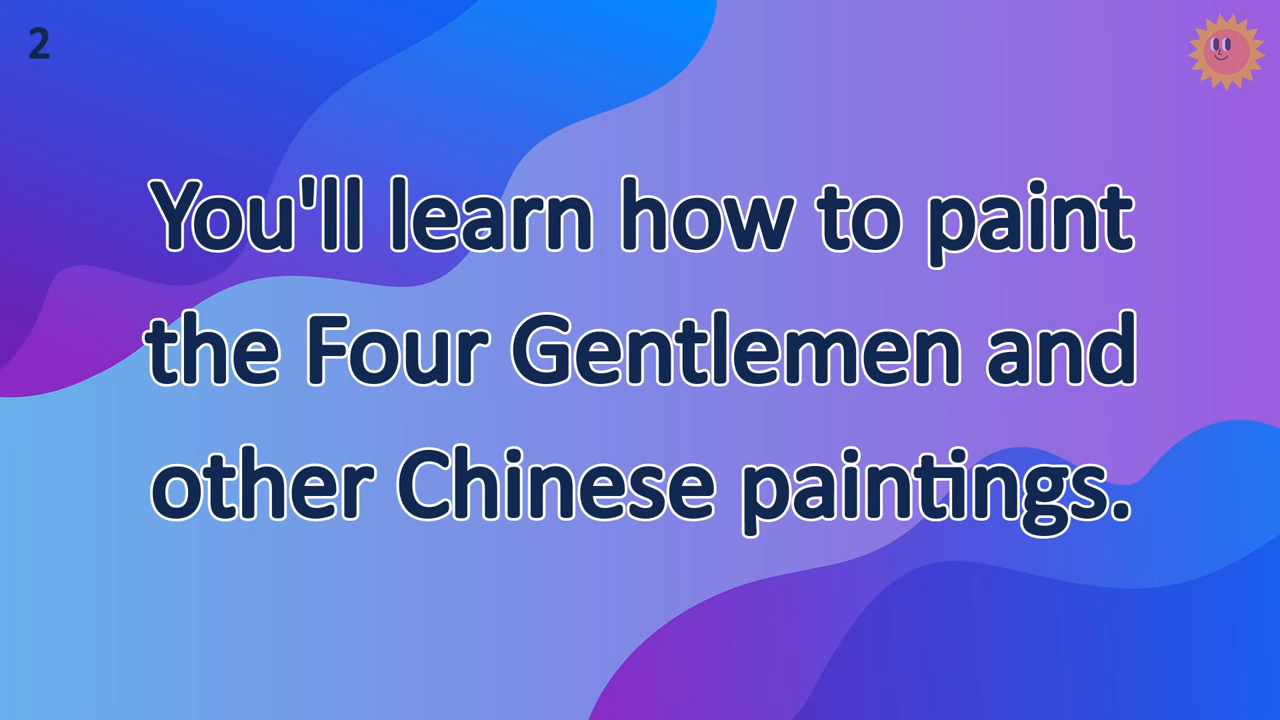 2
You'll learn how to paint
the Four Gentlemen and
other Chinese paintings.